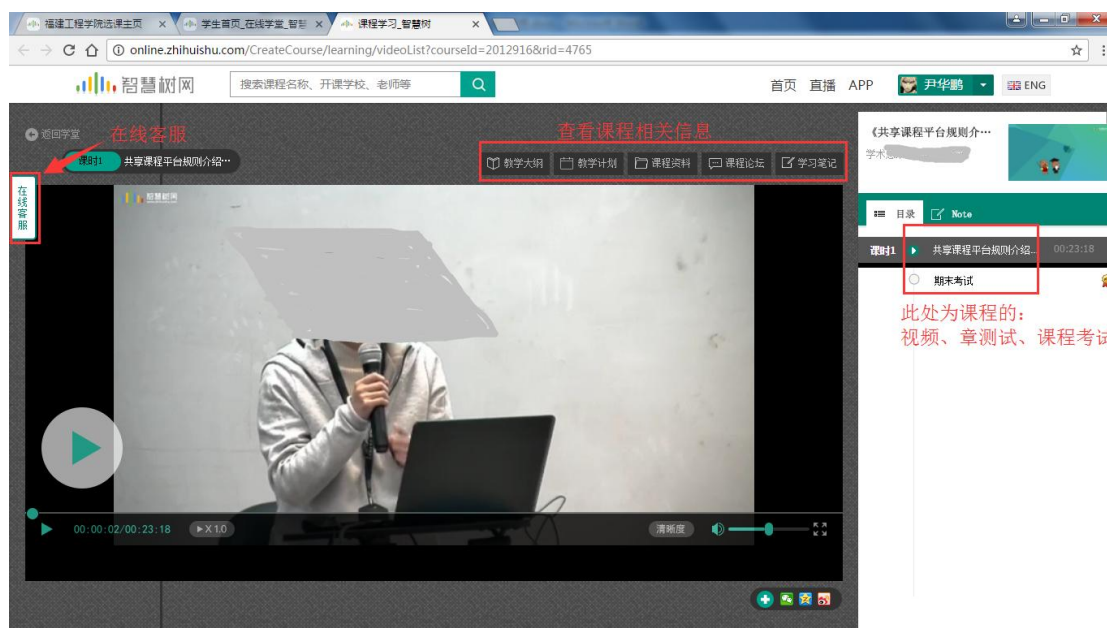 福建工程学院选课主页
学生首页_在线学堂_智慧
课程学习_智慧树
online.zhihuishu.com/CreateCourse/learning/videoList?courseId=2012916&rid=4765
智慧树网
搜索课程名称、开课学校、老师等
首页 直播 APP 尹华鹏 ENG
返回学堂
在线客服
查看课程相关信息
《共享课程平台规则介…
课时1 共享课程平台规则介绍…
教学大纲 教学计划 课程资料 课程论坛 学习笔记
在线客服
智慧树网
目录 Note
课时1 共享课程平台规则介绍… 00:23:18
期末考试
此处为课程的：
视频、章测试、课程考试
00:00:02/00:23:18 X 1.0 清晰度